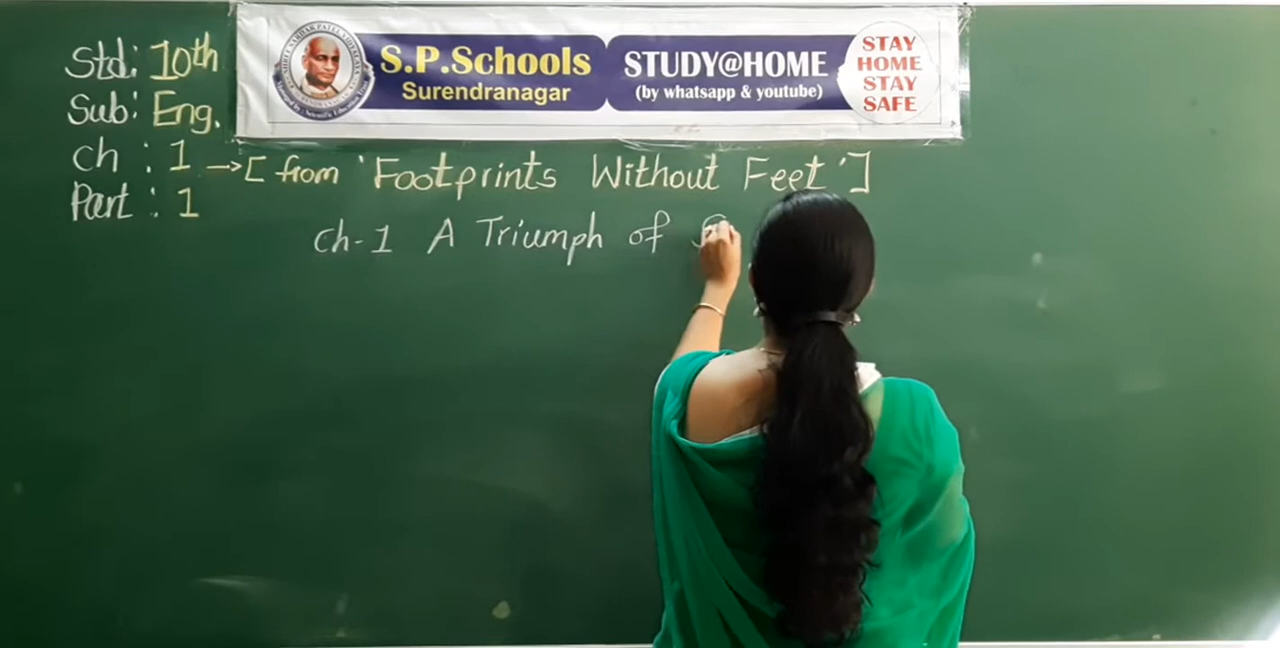 Std: 10th
Sub: Eng.
ch : 1 → [ from 'Footprints Without Feet' ]
Part : 1
ch-1 A Triumph of S
S.P.Schools
Surendranagar
STUDY@HOME
(by whatsapp & youtube)
STAY
HOME
STAY
SAFE